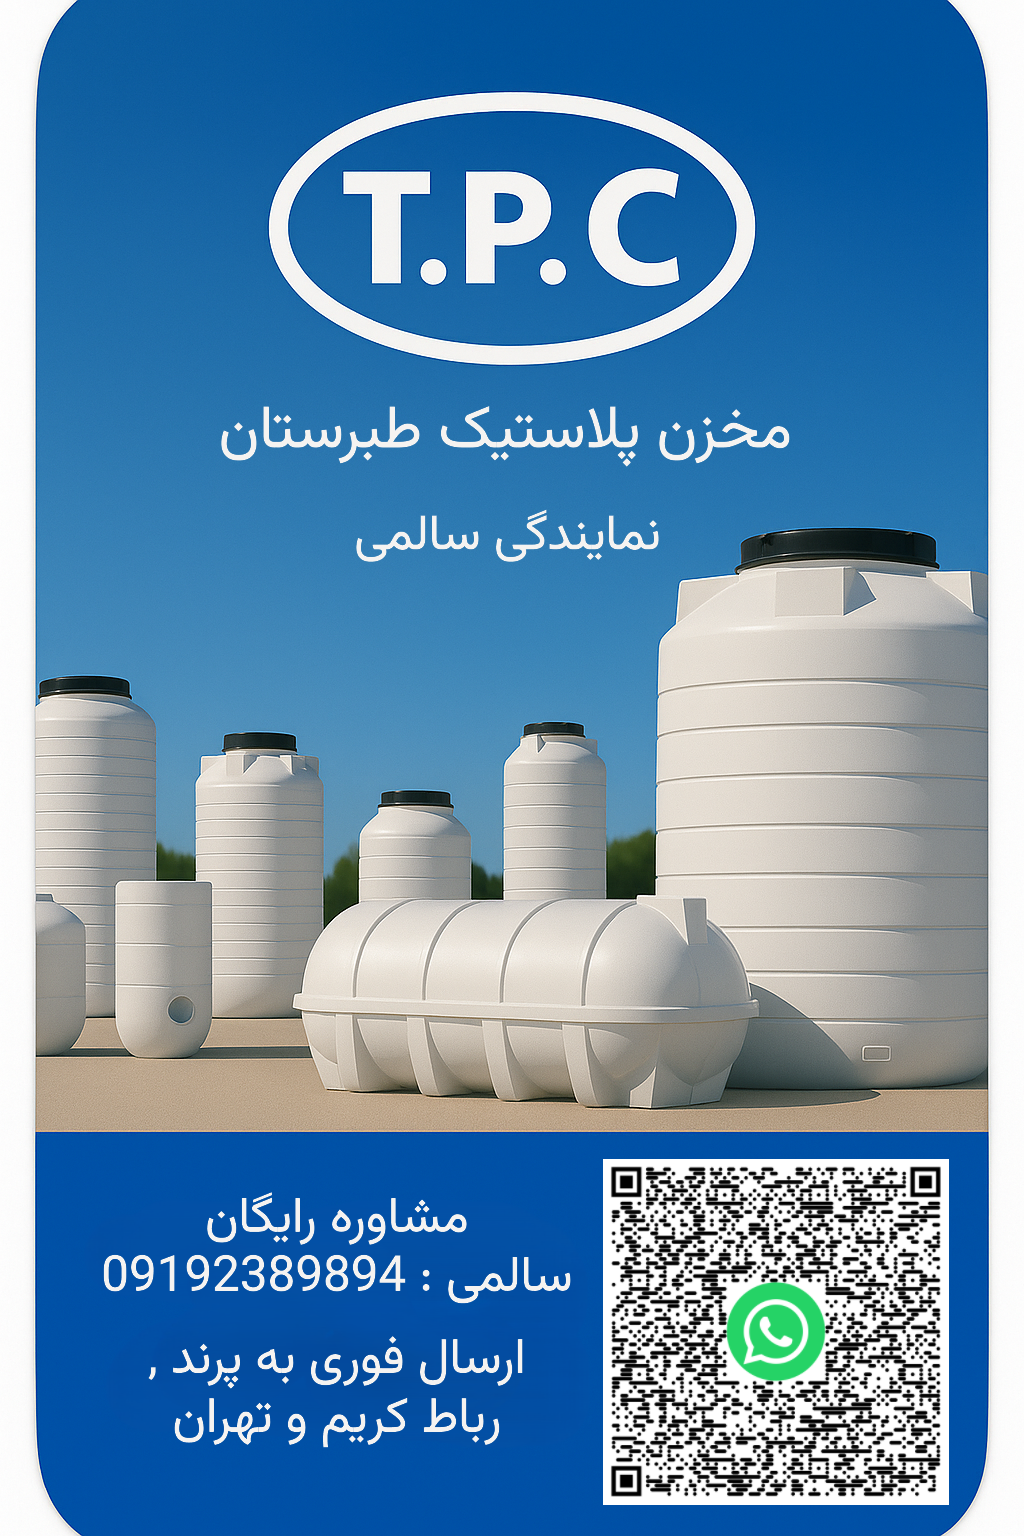 T.P.C
مخزن پلاستیک طبرستان
نمایندگی سالمی
مشاوره رایگان
سالمی : 09192389894
ارسال فوری به پرند ,
رباط کریم و تهران